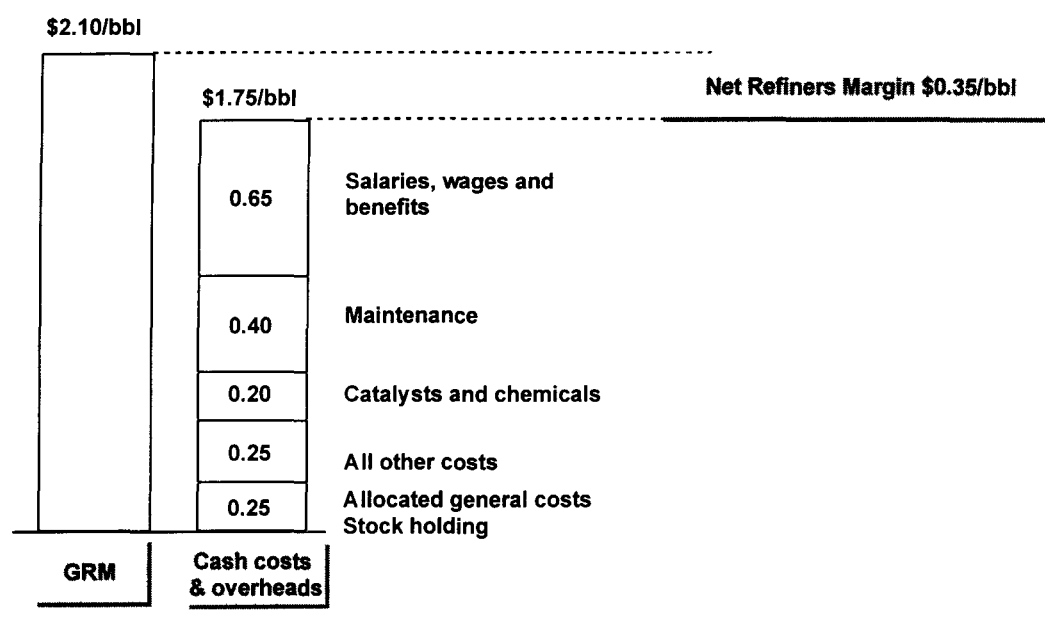 $2.10/bbl
Net Refiners Margin $0.35/bbl
$1.75/bbl
0.65
Salaries, wages and
benefits
0.40
Maintenance
0.20
Catalysts and chemicals
0.25
All other costs
0.25
Allocated general costs
Stock holding
GRM
Cash costs
& overheads